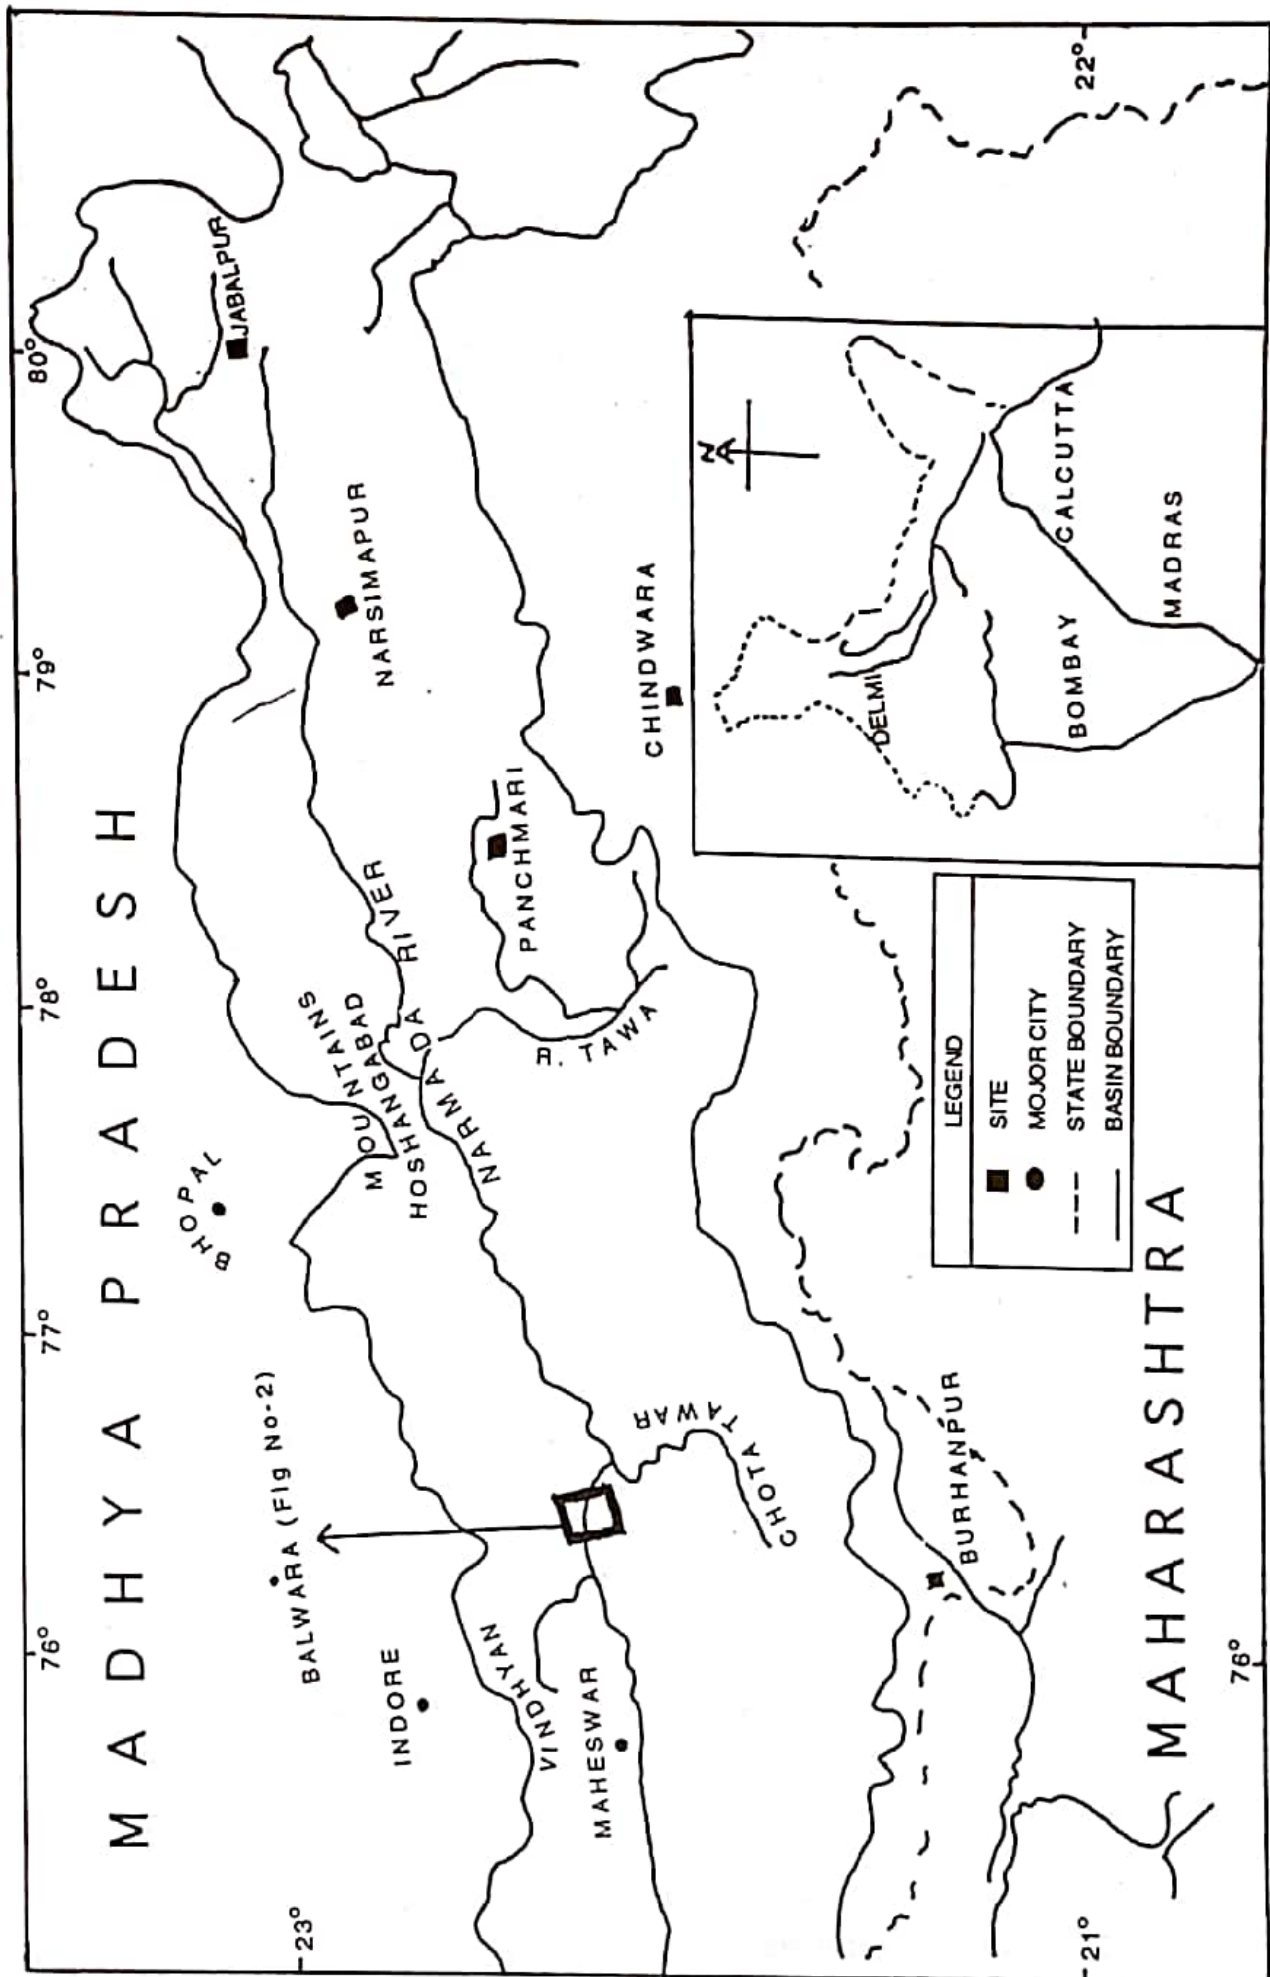 MADHYA PRADESH
76°
77°
78°
79°
80°
23°
BHOPAL
BALWARA (Fig No-2)
INDORE
VINDHYAN
MOUNTAINS
HOSHANGABAD
NARMADA RIVER
JABALPUR
NARSIMAPUR
PANCHMARI
R. TAWA
CHINDWARA
MAHESWAR
CHOTA TAWAR
BURHANPUR
MAHARASHTRA
LEGEND
SITE
MOJOR CITY
STATE BOUNDARY
BASIN BOUNDARY
N
DELMI
BOMBAY
CALCUTTA
MADRAS
21°
76°
22°